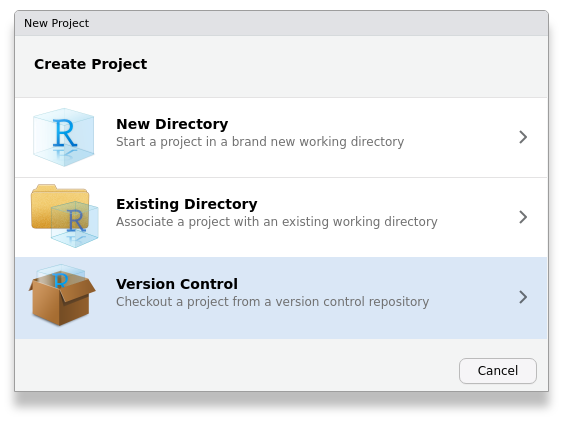 New Project
Create Project
New Directory
Start a project in a brand new working directory
Existing Directory
Associate a project with an existing working directory
Version Control
Checkout a project from a version control repository
Cancel